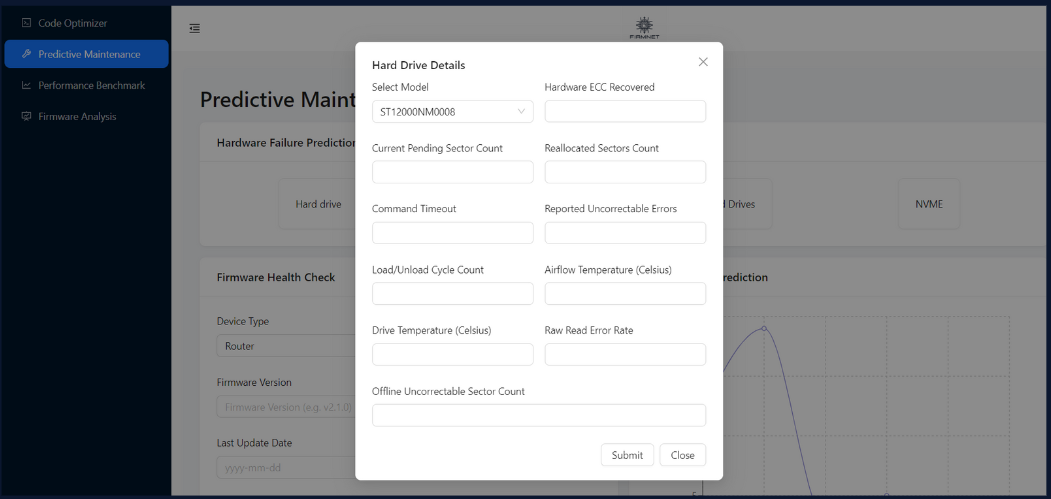 Code Optimizer
Predictive Maintenance
Performance Benchmark
Firmware Analysis
FIRMNET
Predictive Maint
Hardware Failure Prediction
Hard drive
d Drives
NVME
Firmware Health Check
rediction
Device Type
Router
Firmware Version
Firmware Version (e.g. v2.1.0)
Last Update Date
yyyy-mm-dd
5
Hard Drive Details
Select Model
Hardware ECC Recovered
ST12000NM0008
Current Pending Sector Count
Reallocated Sectors Count
Command Timeout
Reported Uncorrectable Errors
Load/Unload Cycle Count
Airflow Temperature (Celsius)
Drive Temperature (Celsius)
Raw Read Error Rate
Offline Uncorrectable Sector Count
Submit
Close